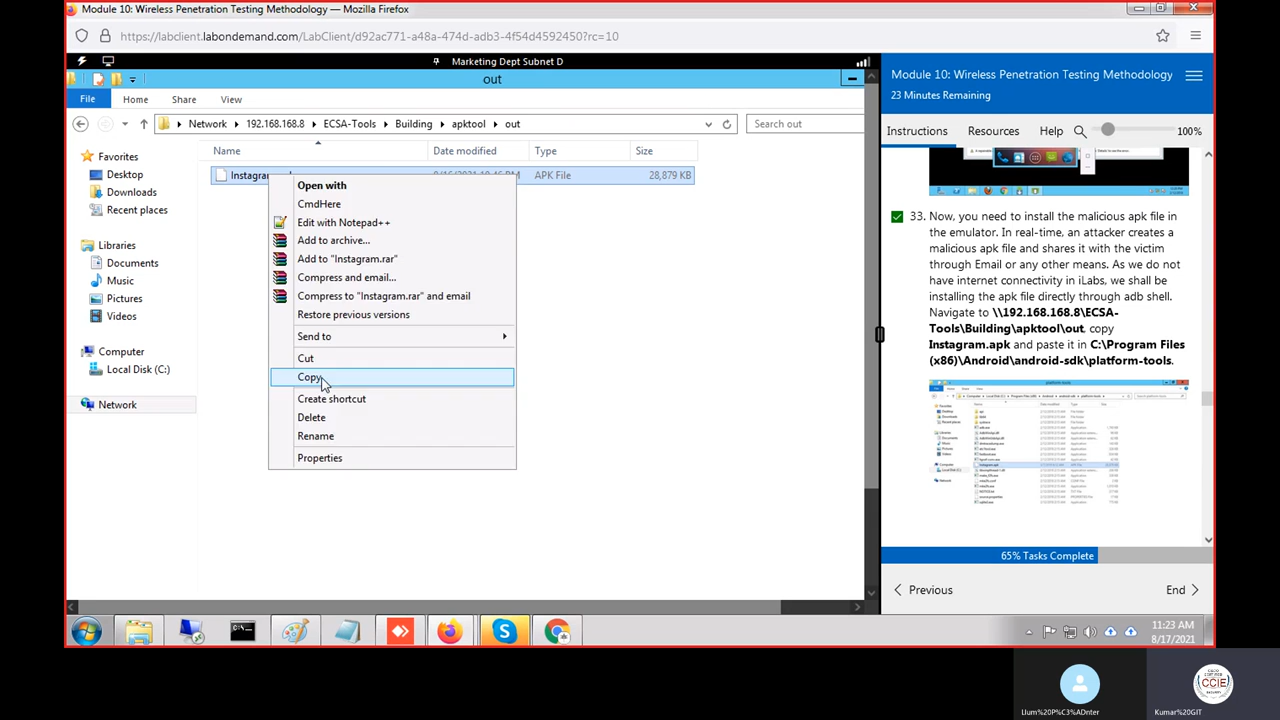 Module 10: Wireless Penetration Testing Methodology — Mozilla Firefox
https://labclient.labondemand.com/LabClient/d92ac771-a48a-474d-adb3-4f54d4592450?rc=10
Marketing Dept Subnet D
out
File Home Share View
Network 192.168.168.8 ECSA-Tools Building apktool out
Search out
Name Date modified Type Size
Favorites
Desktop
Downloads
Recent places
Libraries
Documents
Music
Pictures
Videos
Computer
Local Disk (C:)
Network
APK File 28,879 KB
Open with
CmdHere
Edit with Notepad++
Add to archive...
Add to "Instagram.rar"
Compress and email...
Compress to "Instagram.rar" and email
Restore previous versions
Send to
Cut
Copy
Create shortcut
Delete
Rename
Properties
Module 10: Wireless Penetration Testing Methodology
23 Minutes Remaining
Instructions Resources Help 100%
33. Now, you need to install the malicious apk file in
the emulator. In real-time, an attacker creates a
malicious apk file and shares it with the victim
through Email or any other means. As we do not
have internet connectivity in iLabs, we shall be
installing the apk file directly through adb shell.
Navigate to \\192.168.168.8\ECSA-
Tools\Building\apktool\out, copy
Instagram.apk and paste it in C:\Program Files
(x86)\Android\android-sdk\platform-tools.
65% Tasks Complete
Previous End
11:23 AM
8/17/2021
Llum%20P%C3%ADnter
Kumar%20GIT
CCIE